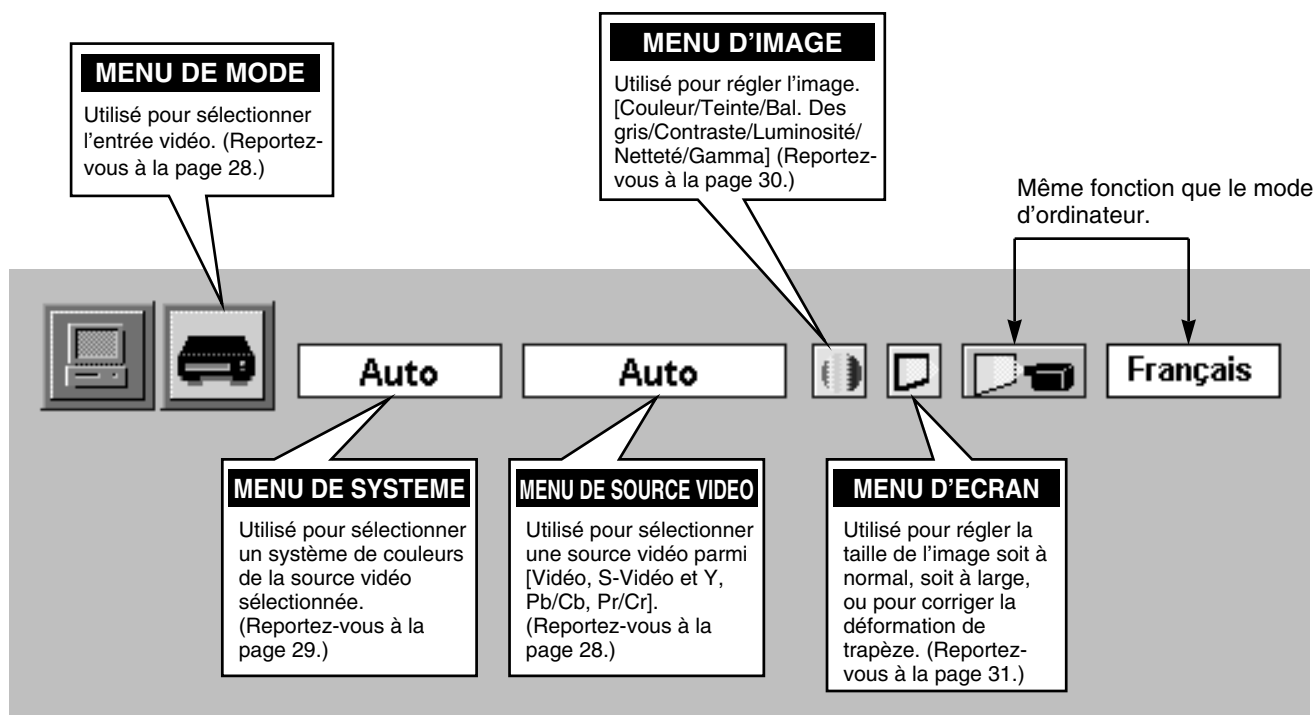 MENU DE MODE
Utilisé pour sélectionner
l'entrée vidéo. (Reportez-
vous à la page 28.)
MENU D'IMAGE
Utilisé pour régler l'image.
[Couleur/Teinte/Bal. Des
gris/Contraste/Luminosité/
Netteté/Gamma] (Reportez-
vous à la page 30.)
Même fonction que le mode
d'ordinateur.
Auto
Auto
Français
MENU DE SYSTEME
Utilisé pour sélectionner
un système de couleurs
de la source vidéo
sélectionnée.
(Reportez-vous à la
page 29.)
MENU DE SOURCE VIDEO
Utilisé pour sélectionner
une source vidéo parmi
[Vidéo, S-Vidéo et Y,
Pb/Cb, Pr/Cr].
(Reportez-vous à la
page 28.)
MENU D'ECRAN
Utilisé pour régler la
taille de l'image soit à
normal, soit à large,
ou pour corriger la
déformation de
trapèze. (Reportez-
vous à la page 31.)